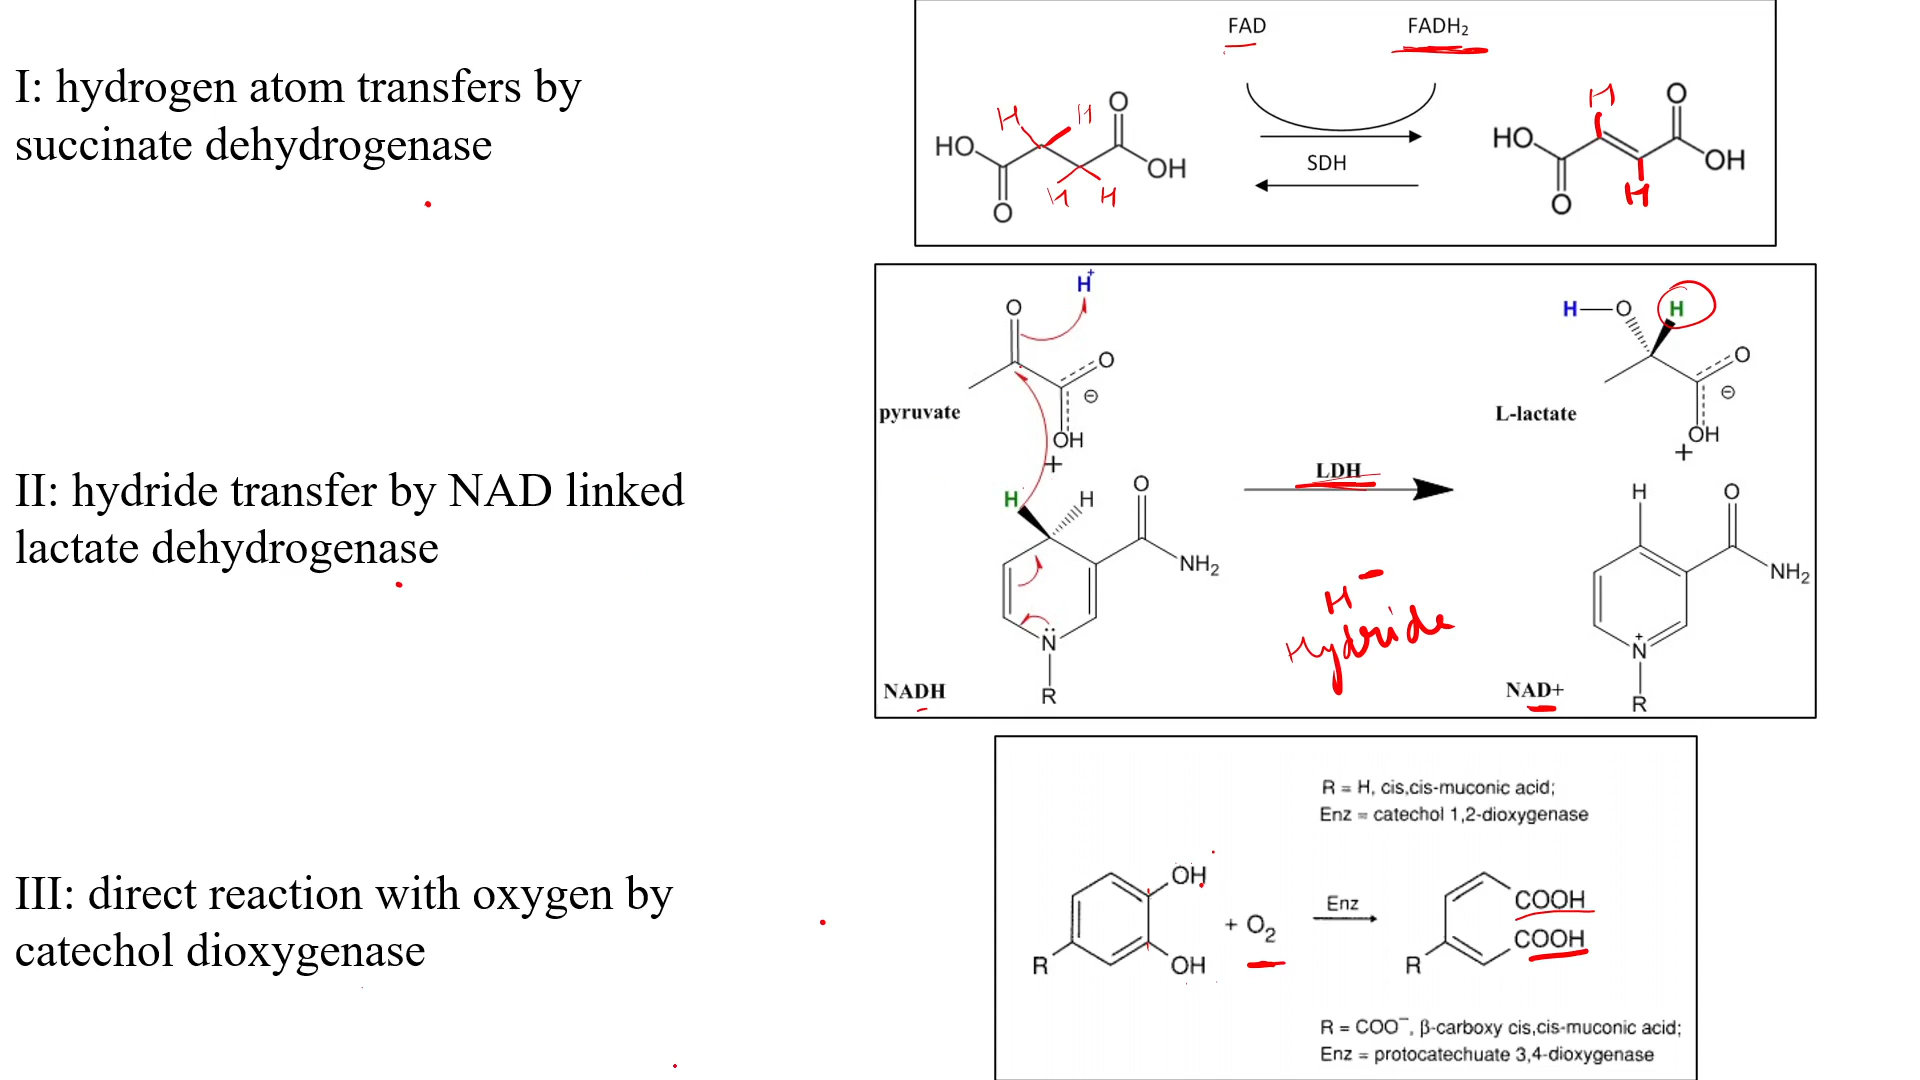 I: hydrogen atom transfers by
succinate dehydrogenase
FAD
FADH₂
H
H
O
HO
OH
O
H
H
SDH
H
O
HO
OH
O
H
II: hydride transfer by NAD linked
lactate dehydrogenase
H⁺
O
O
⊖
pyruvate
OH
+
H
H
O
NH₂
N
R
NADH
LDH
H⁻
Hydride
H—O
H
O
⊖
L-lactate
OH
+
H
O
NH₂
N⁺
R
NAD+
III: direct reaction with oxygen by
catechol dioxygenase
R = H, cis,cis-muconic acid;
Enz = catechol 1,2-dioxygenase
OH
+ O₂
OH
R
Enz
COOH
COOH
R
R = COO⁻, β-carboxy cis,cis-muconic acid;
Enz = protocatechuate 3,4-dioxygenase